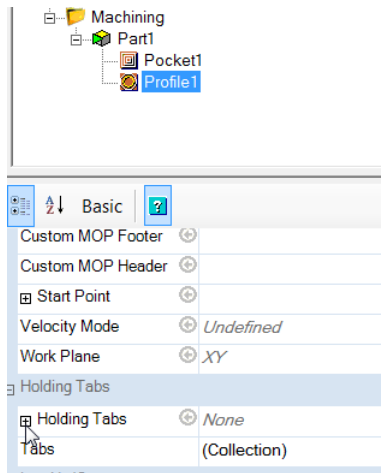 Machining
Part1
Pocket1
Profile1
A Z Basic ?
Custom MOP Footer
Custom MOP Header
Start Point
Velocity Mode Undefined
Work Plane XY
Holding Tabs
Holding Tabs None
Tabs (Collection)